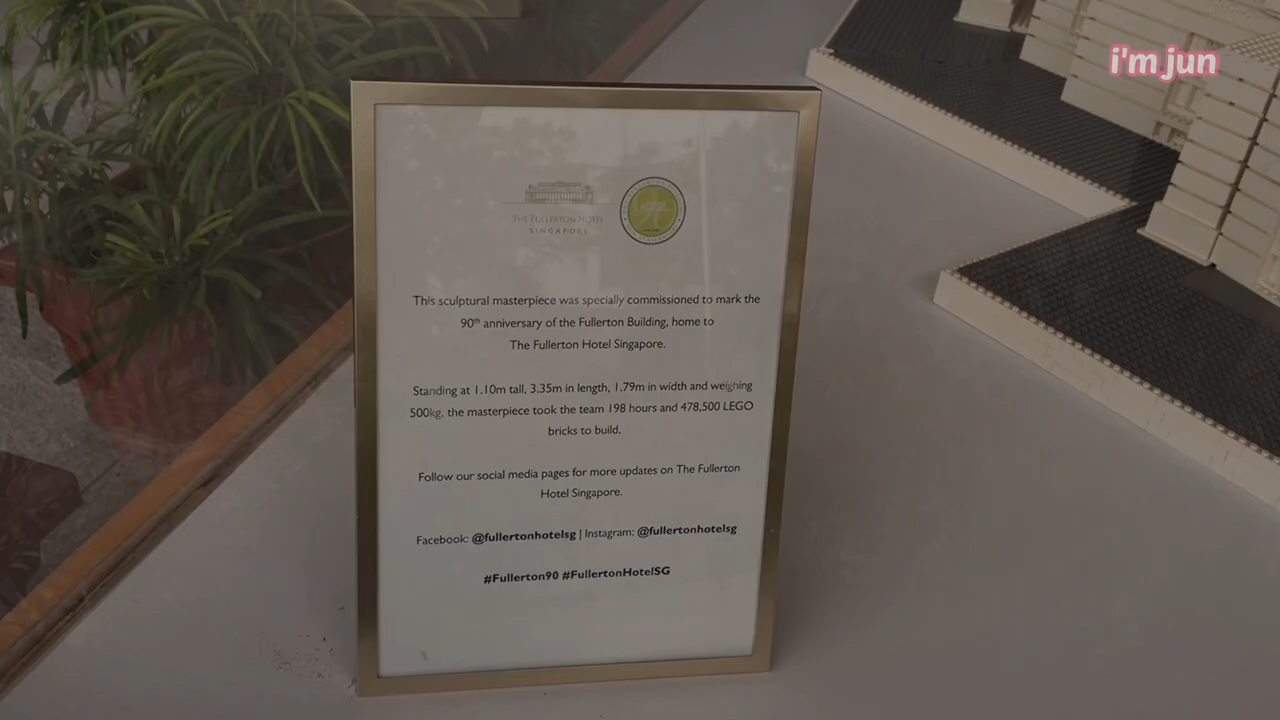 i'm jun
THE FULLERTON HOTEL
SINGAPORE
This sculptural masterpiece was specially commissioned to mark the
90th anniversary of the Fullerton Building, home to
The Fullerton Hotel Singapore.
Standing at 1.10m tall, 3.35m in length, 1.79m in width and weighing
500kg, the masterpiece took the team 198 hours and 478,500 LEGO
bricks to build.
Follow our social media pages for more updates on The Fullerton
Hotel Singapore.
Facebook: @fullertonhotelsg | Instagram: @fullertonhotelsg
#Fullerton90 #FullertonHotelSG